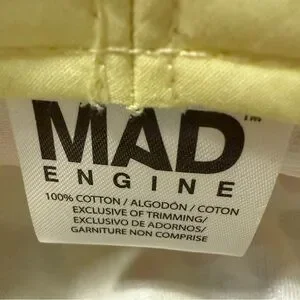 MAD™
ENGINE
100% COTTON / ALGODÓN / COTON
EXCLUSIVE OF TRIMMING/
EXCLUSIVO DE ADORNOS/
GARNITURE NON COMPRISE